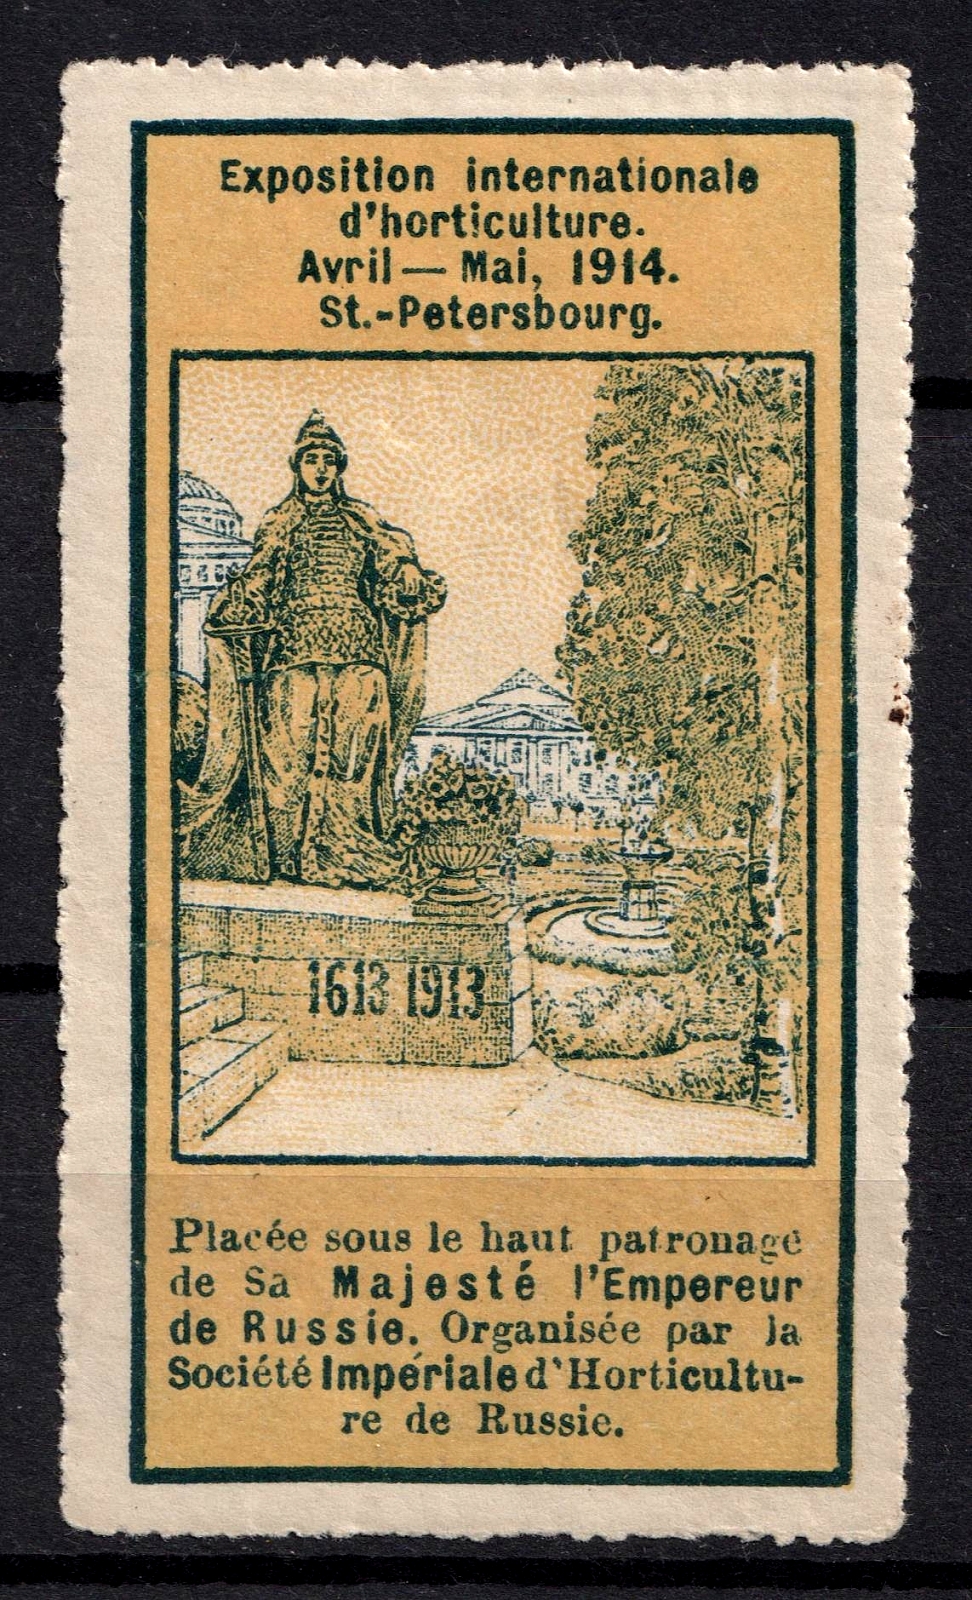 Exposition internationale
d'horticulture.
Avril — Mai, 1914.
St.-Petersbourg.
1613 1913
Placée sous le haut patronage
de Sa Majesté l'Empereur
de Russie. Organisée par la
Société Impériale d'Horticultu-
re de Russie.